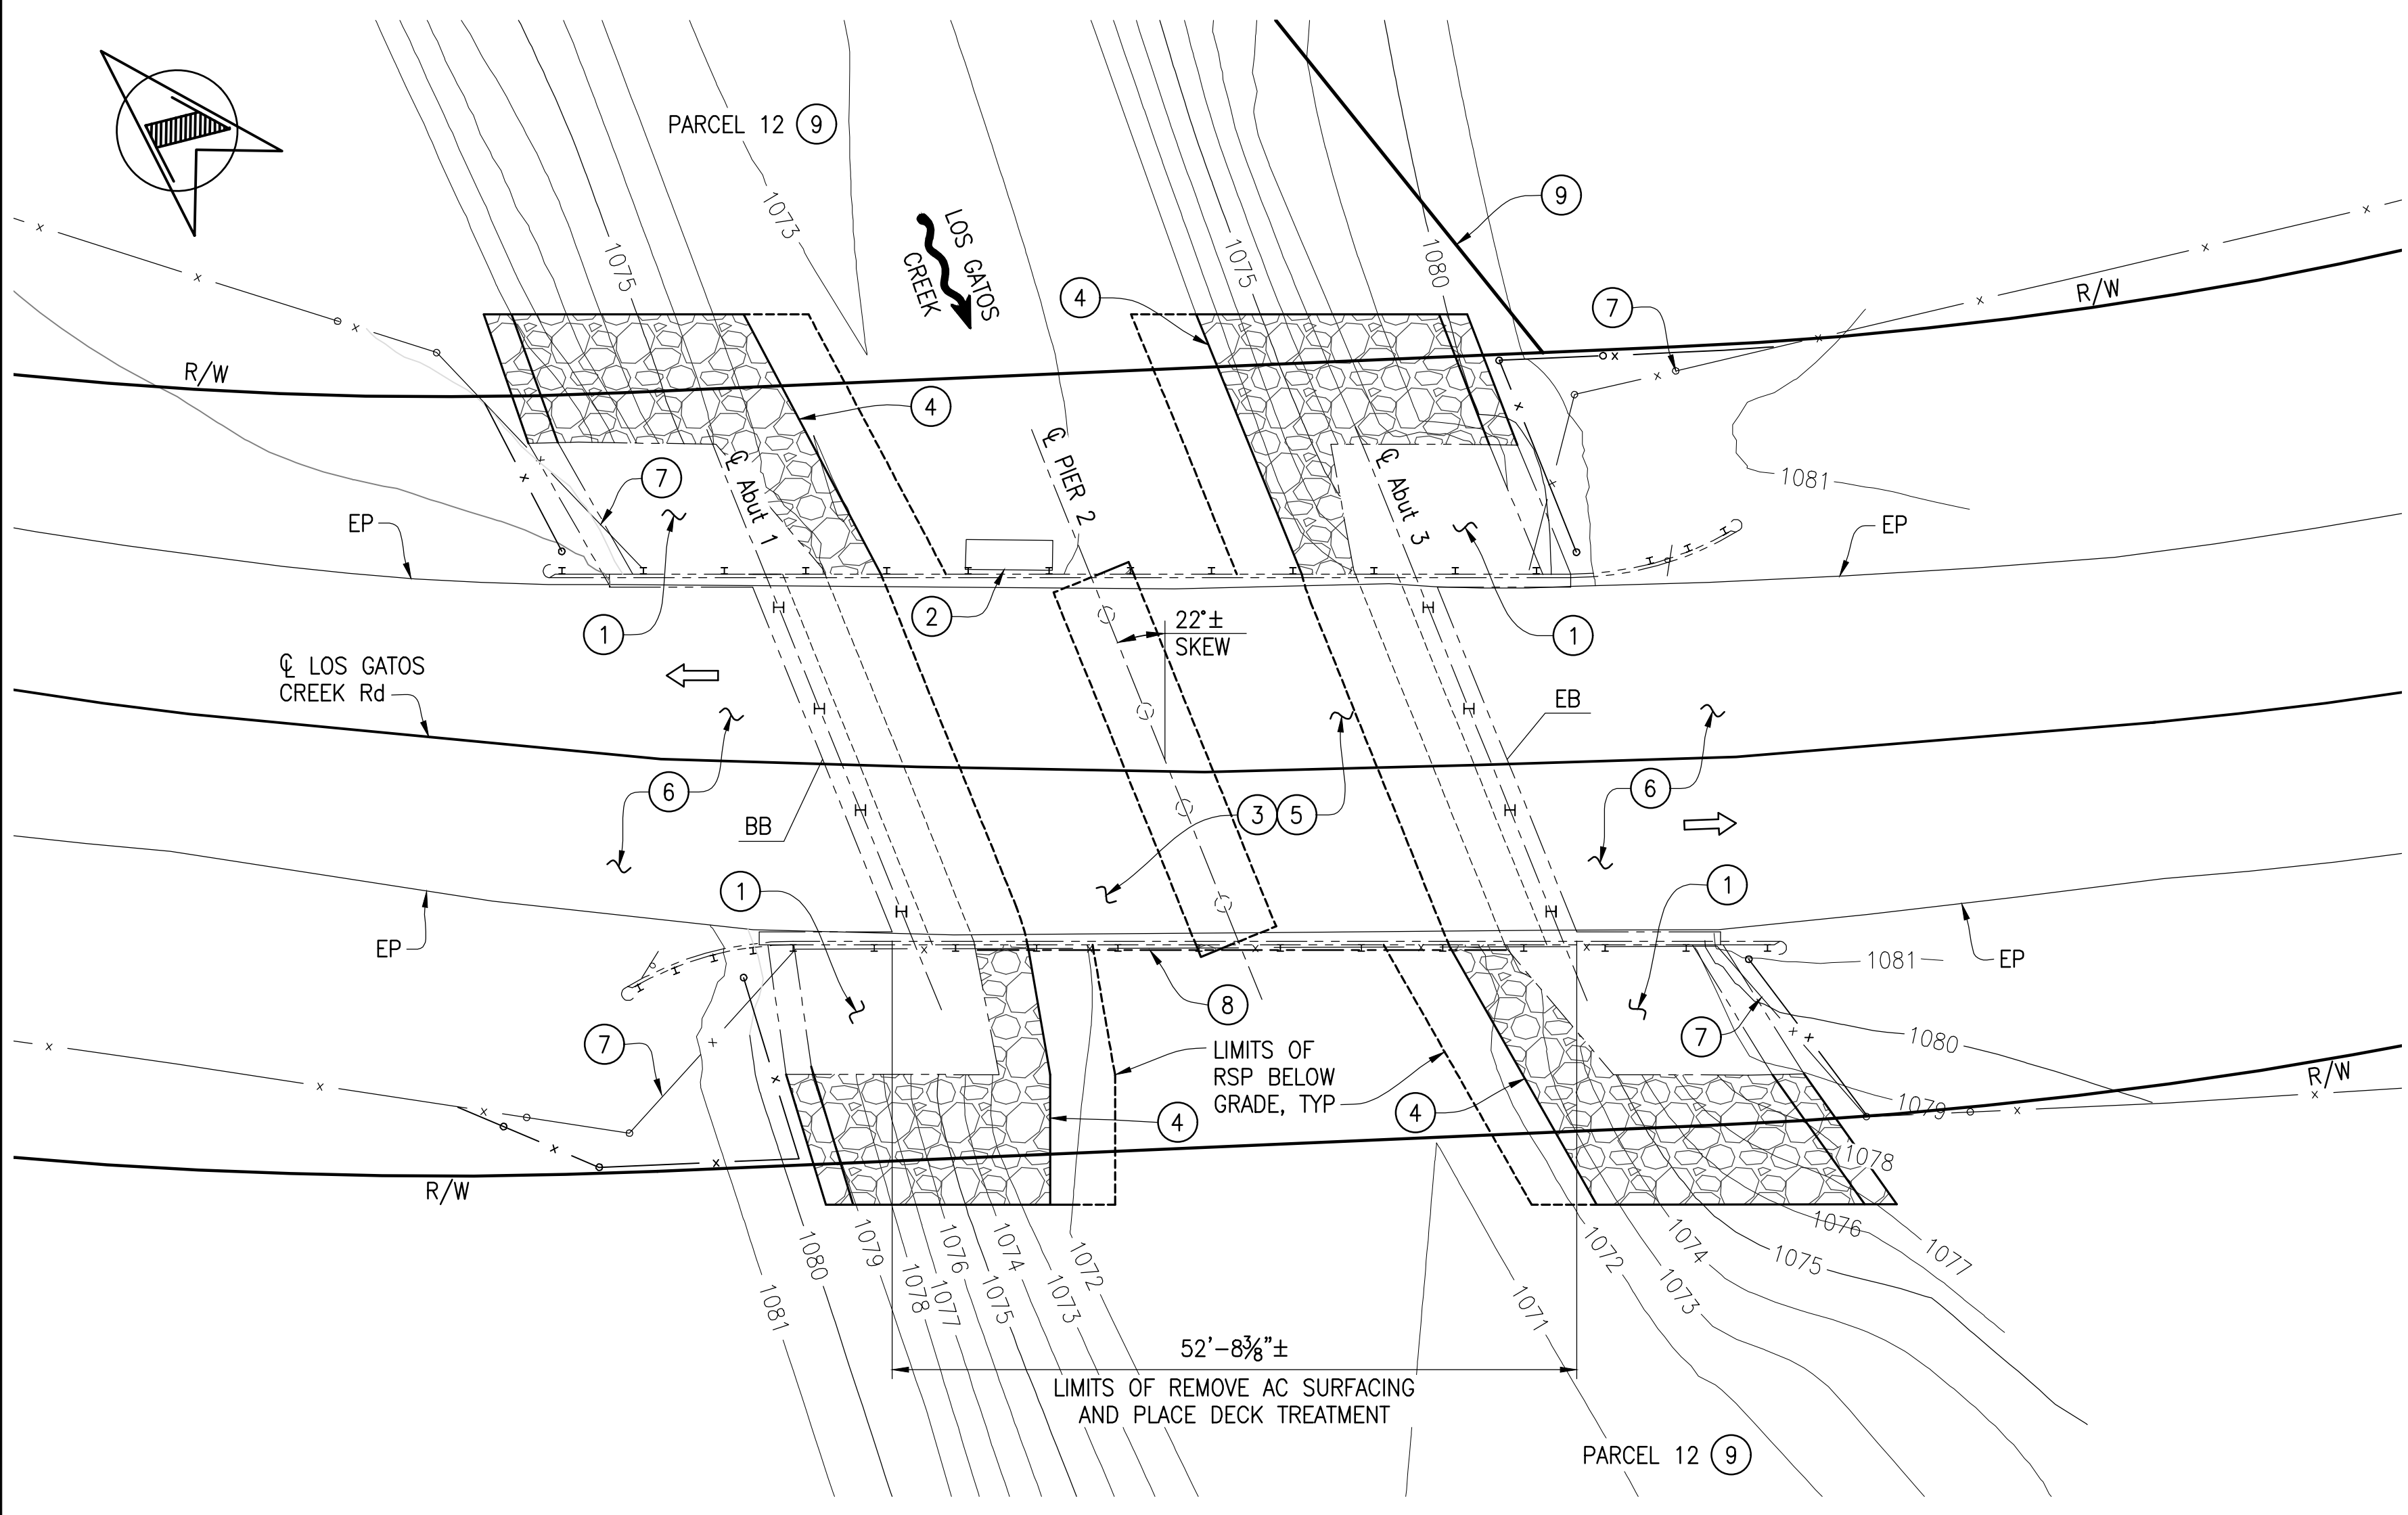 PARCEL 12 9
1073
LOS GATOS
CREEK
1075
1075
1080
9
4
7
R/W
R/W
4
℄ Abut 1
℄ PIER 2
℄ Abut 3
7
1081
EP
EP
1
2
22°±
SKEW
1
℄ LOS GATOS
CREEK Rd
EB
6
BB
3 5
6
1
1
EP
EP
1081
8
7
7
1080
LIMITS OF
RSP BELOW
GRADE, TYP
4
4
1079
R/W
1078
R/W
1081
1080
1079
1078
1077
1076
1075
1074
1073
1072
1071
1072
1073
1074
1075
1076
1077
52'-8⅜"±
LIMITS OF REMOVE AC SURFACING
AND PLACE DECK TREATMENT
PARCEL 12 9